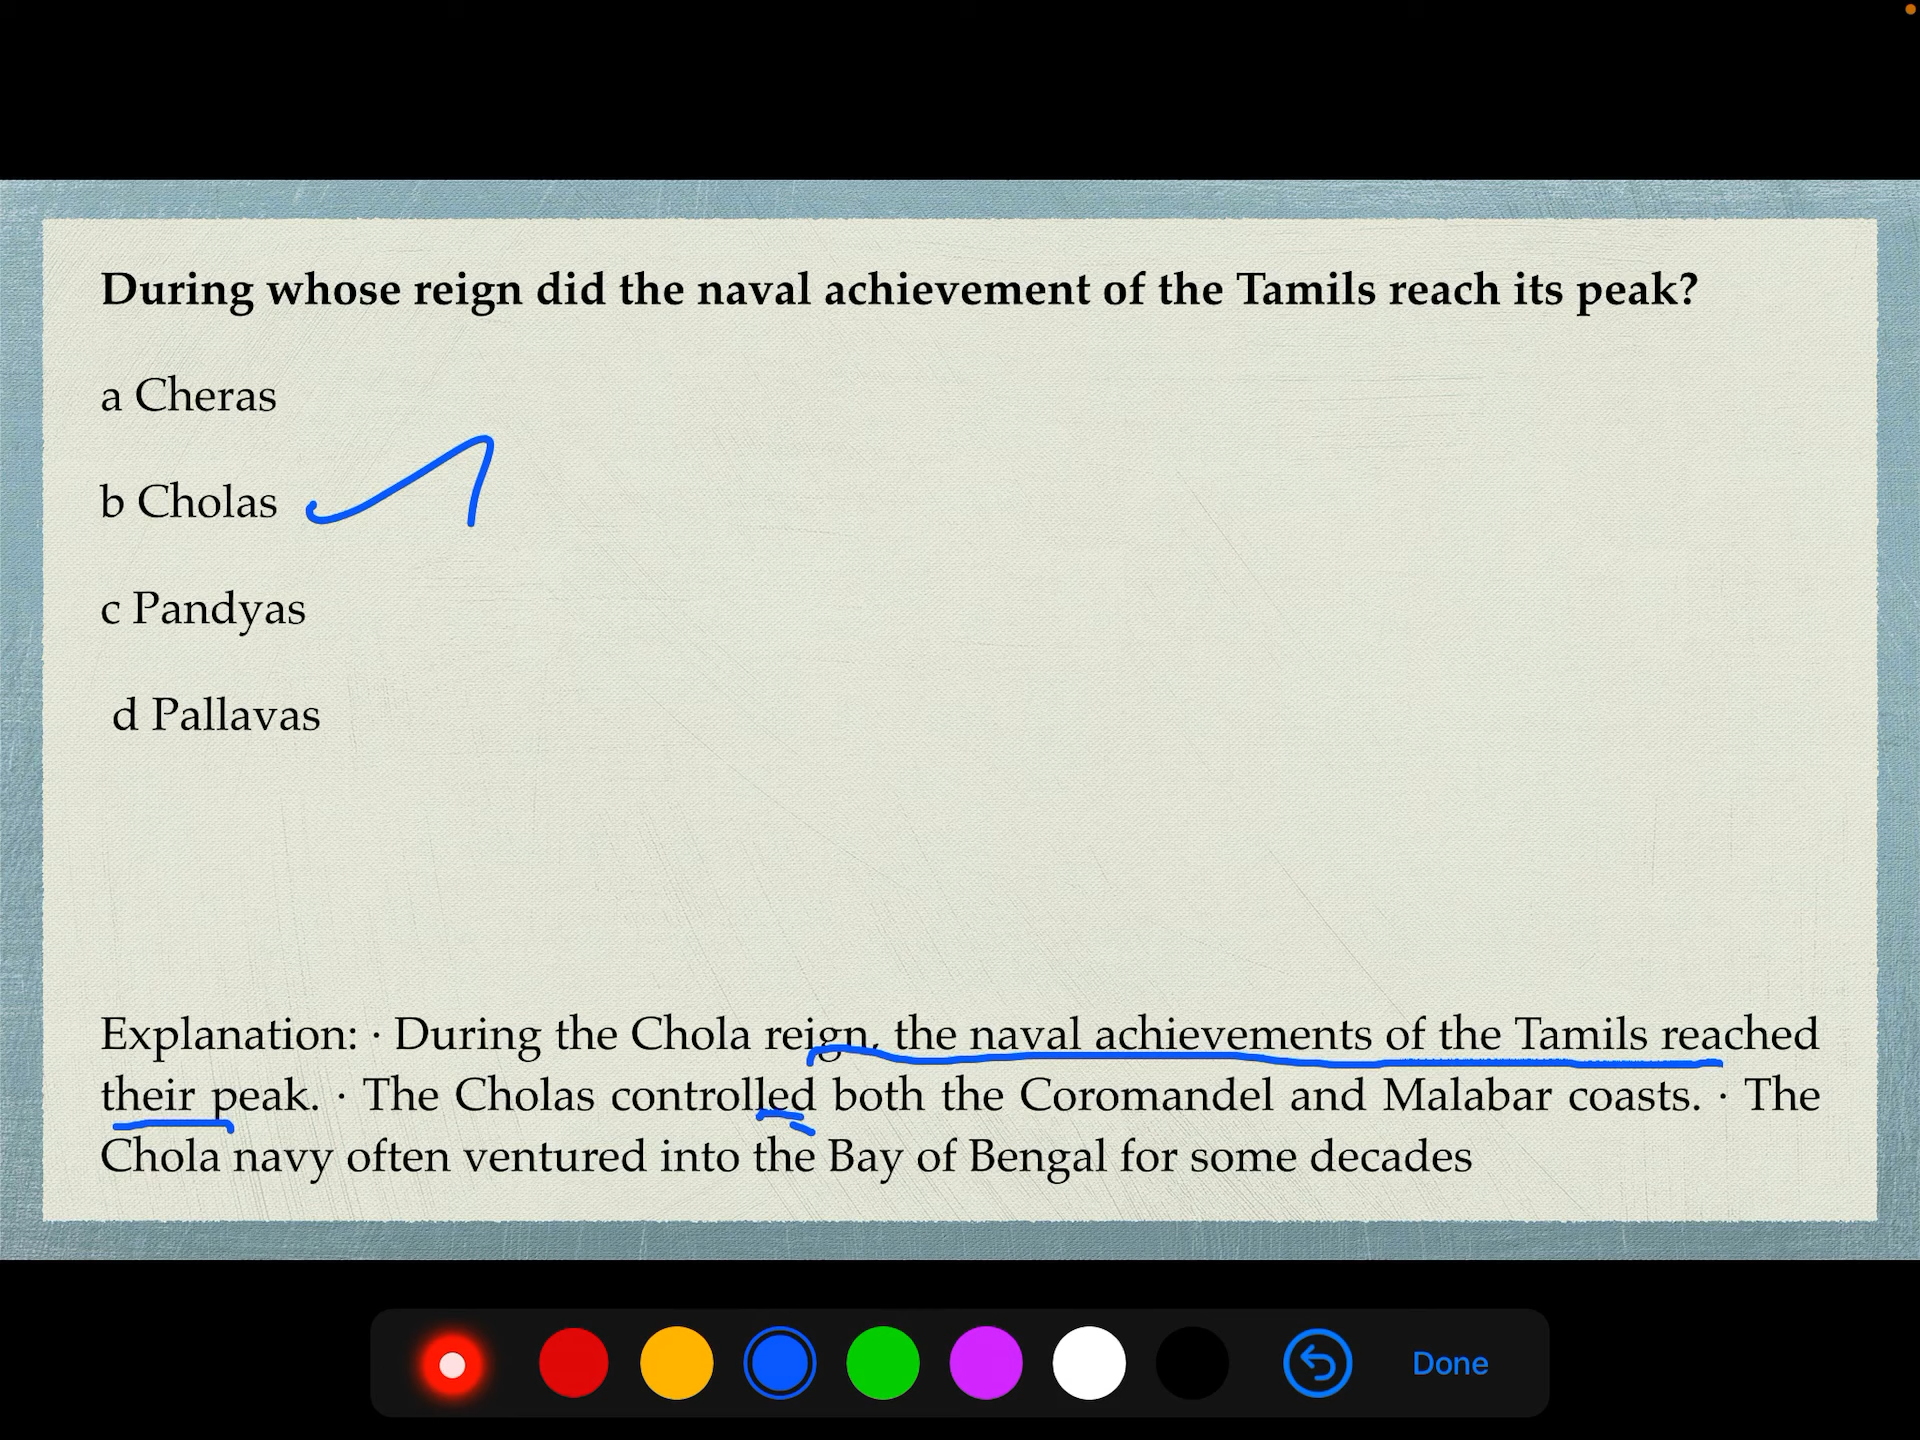 During whose reign did the naval achievement of the Tamils reach its peak?
a Cheras
b Cholas
c Pandyas
d Pallavas
Explanation: · During the Chola reign, the naval achievements of the Tamils reached
their peak. · The Cholas controlled both the Coromandel and Malabar coasts. · The
Chola navy often ventured into the Bay of Bengal for some decades
Done